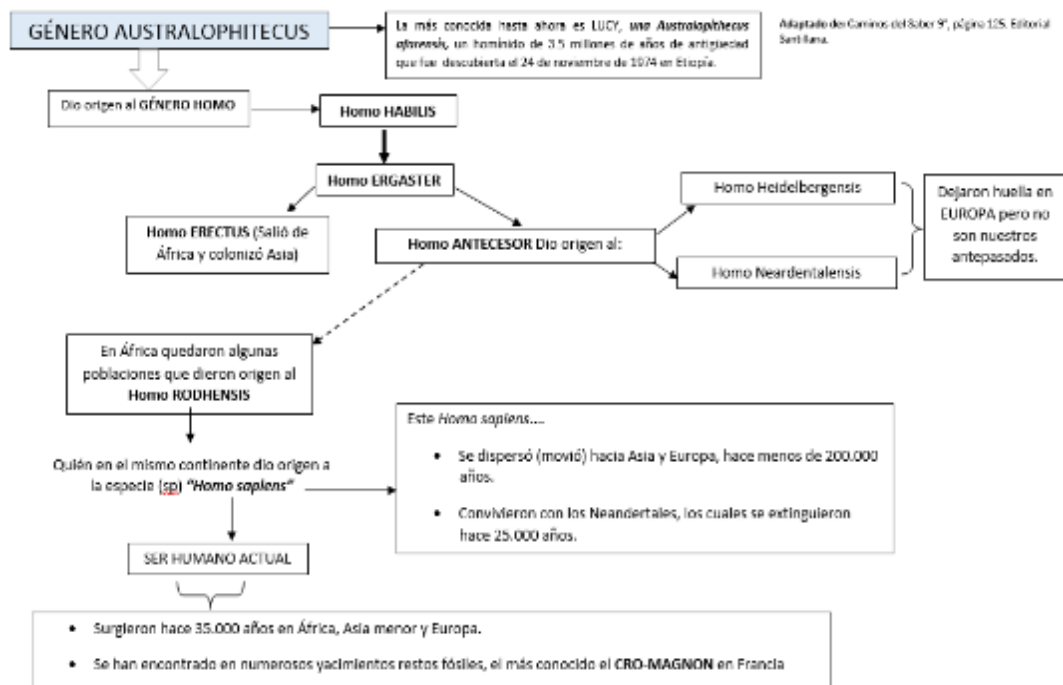 GÉNERO AUSTRALOPHITECUS
La más conocida hasta ahora es LUCY, una Australopithecus
afarensis, un homínido de 3.5 millones de años de antigüedad
que fue descubierta el 24 de noviembre de 1974 en Etiopía.
Adaptado de: Caminos del Saber 9°, página 125. Editorial
Santillana.
Dio origen al GÉNERO HOMO
Homo HABILIS
Homo ERGASTER
Homo ERECTUS (Salió de
África y colonizó Asia)
Homo ANTECESOR Dio origen al:
Homo Heidelbergensis
Homo Neardentalensis
Dejaron huella en
EUROPA pero no
son nuestros
antepasados.
En África quedaron algunas
poblaciones que dieron origen al
Homo RODHENSIS
Quién en el mismo continente dio origen a
la especie (sp) "Homo sapiens"
Este Homo sapiens....
• Se dispersó (movió) hacia Asia y Europa, hace menos de 200.000
años.
• Convivieron con los Neandertales, los cuales se extinguieron
hace 25.000 años.
SER HUMANO ACTUAL
• Surgieron hace 35.000 años en África, Asia menor y Europa.
• Se han encontrado en numerosos yacimientos restos fósiles, el más conocido el CRO-MAGNON en Francia